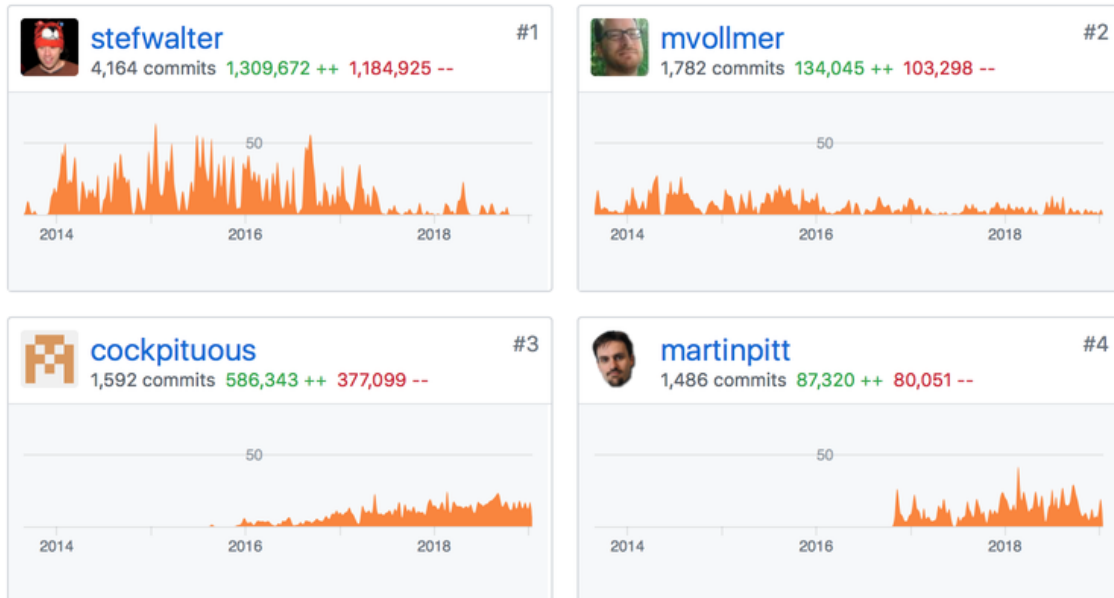 stefwalter #1
4,164 commits 1,309,672 ++ 1,184,925 --
50
2014 2016 2018
mvollmer #2
1,782 commits 134,045 ++ 103,298 --
50
2014 2016 2018
cockpituous #3
1,592 commits 586,343 ++ 377,099 --
50
2014 2016 2018
martinpitt #4
1,486 commits 87,320 ++ 80,051 --
50
2014 2016 2018